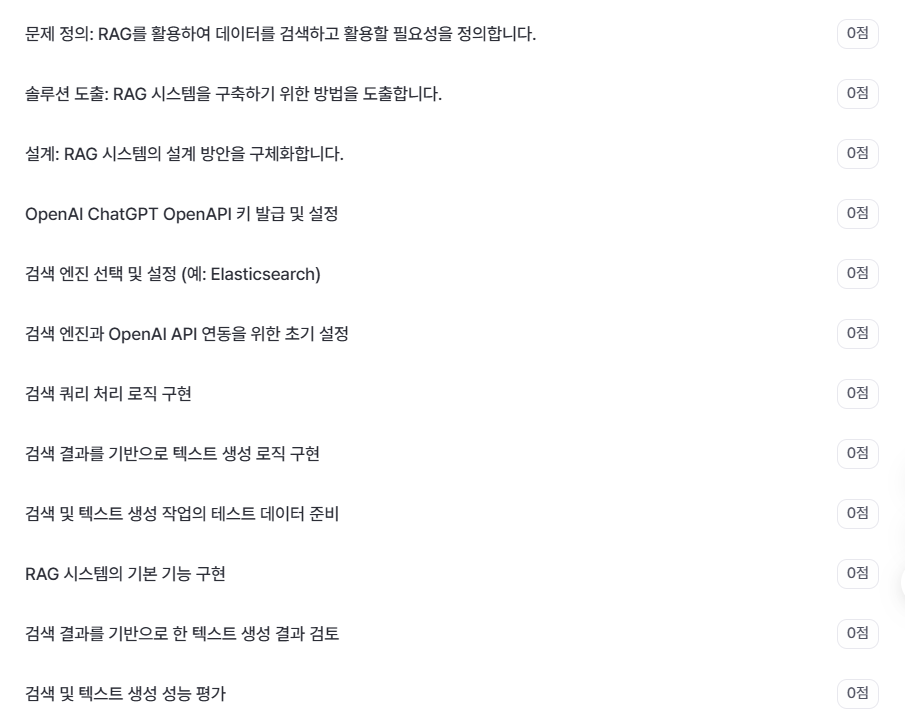 문제 정의: RAG를 활용하여 데이터를 검색하고 활용할 필요성을 정의합니다. 0점
솔루션 도출: RAG 시스템을 구축하기 위한 방법을 도출합니다. 0점
설계: RAG 시스템의 설계 방안을 구체화합니다. 0점
OpenAI ChatGPT OpenAPI 키 발급 및 설정 0점
검색 엔진 선택 및 설정 (예: Elasticsearch) 0점
검색 엔진과 OpenAI API 연동을 위한 초기 설정 0점
검색 쿼리 처리 로직 구현 0점
검색 결과를 기반으로 텍스트 생성 로직 구현 0점
검색 및 텍스트 생성 작업의 테스트 데이터 준비 0점
RAG 시스템의 기본 기능 구현 0점
검색 결과를 기반으로 한 텍스트 생성 결과 검토 0점
검색 및 텍스트 생성 성능 평가 0점